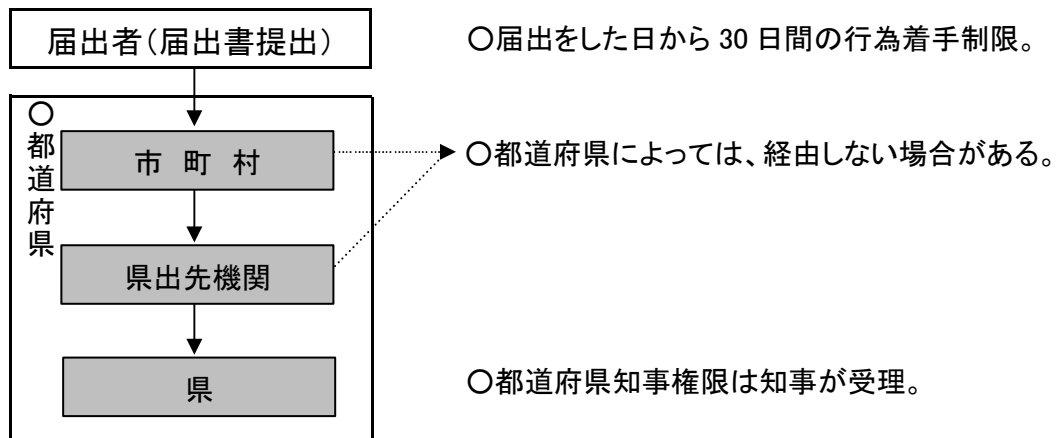 届出者(届出書提出)
○届出をした日から 30 日間の行為着手制限。
○都道府県
市 町 村
○都道府県によっては、経由しない場合がある。
県出先機関
県
○都道府県知事権限は知事が受理。